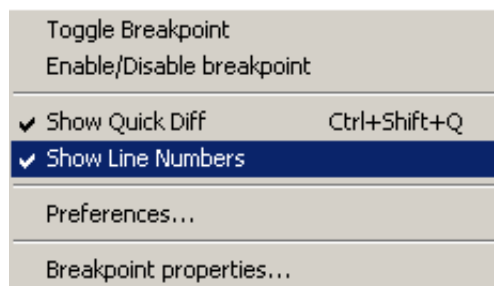 Toggle Breakpoint
Enable/Disable breakpoint
Show Quick Diff Ctrl+Shift+Q
Show Line Numbers
Preferences...
Breakpoint properties...